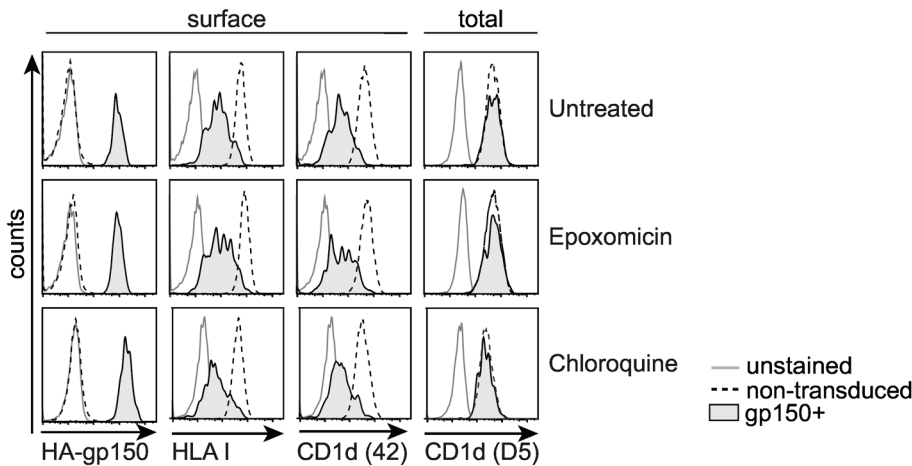 surface total
Untreated
Epoxomicin
Chloroquine
counts
HA-gp150 HLA I CD1d (42) CD1d (D5)
unstained
non-transduced
gp150+